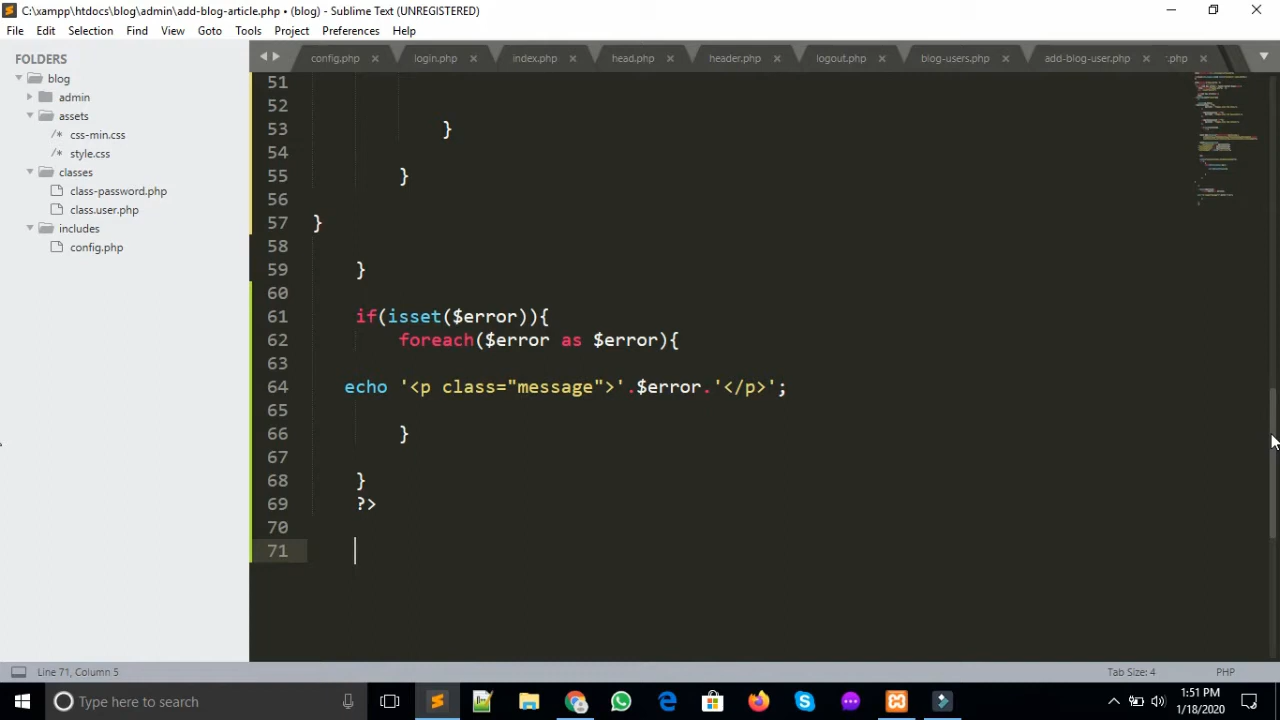 C:\xampp\htdocs\blog\admin\add-blog-article.php • (blog) - Sublime Text (UNREGISTERED)
File Edit Selection Find View Goto Tools Project Preferences Help
FOLDERS
blog
admin
assets
/* css-min.css
/* style.css
classes
class-password.php
class.user.php
includes
config.php
config.php × login.php × index.php × head.php × header.php × logout.php × blog-users.php × add-blog-user.php × .php ×
51
52
53 }
54
55 }
56
57 }
58
59 }
60
61 if(isset($error)){
62 foreach($error as $error){
63
64 echo '<p class="message">'.$error.'</p>';
65
66 }
67
68 }
69 ?>
70
71
Line 71, Column 5 Tab Size: 4 PHP
Type here to search
1:51 PM
1/18/2020